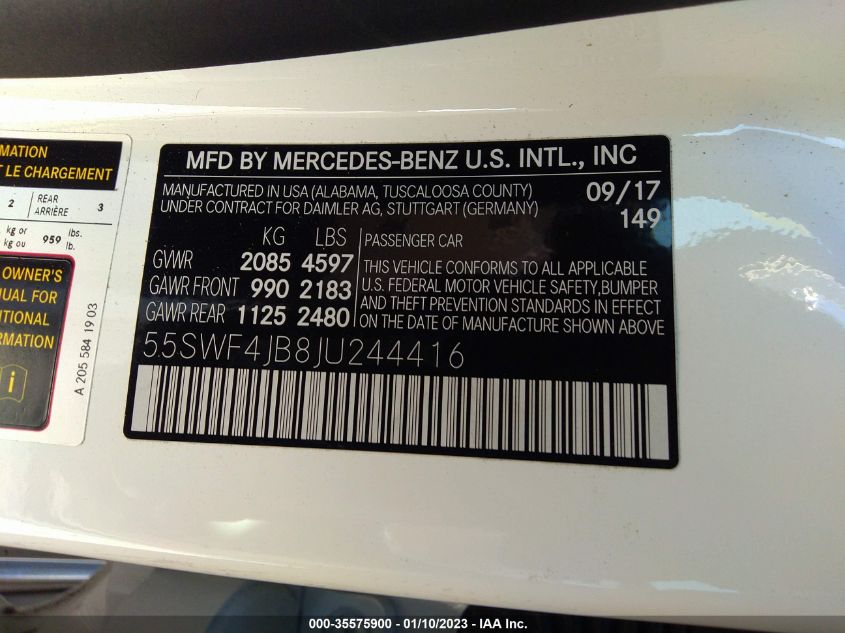 MATION
T LE CHARGEMENT
2 REAR 3
ARRIÈRE
kg or 959 lbs.
kg ou lb.
OWNER'S
UAL FOR
ITIONAL
RMATION
A 205 584 19 03
MFD BY MERCEDES-BENZ U.S. INTL., INC
MANUFACTURED IN USA (ALABAMA, TUSCALOOSA COUNTY) 09/17
UNDER CONTRACT FOR DAIMLER AG, STUTTGART (GERMANY) 149
KG LBS
GVWR 2085 4597
GAWR FRONT 990 2183
GAWR REAR 1125 2480
PASSENGER CAR
THIS VEHICLE CONFORMS TO ALL APPLICABLE
U.S. FEDERAL MOTOR VEHICLE SAFETY,BUMPER
AND THEFT PREVENTION STANDARDS IN EFFECT
ON THE DATE OF MANUFACTURE SHOWN ABOVE
55SWF4JB8JU244416
000-35575900 - 01/10/2023 - IAA Inc.